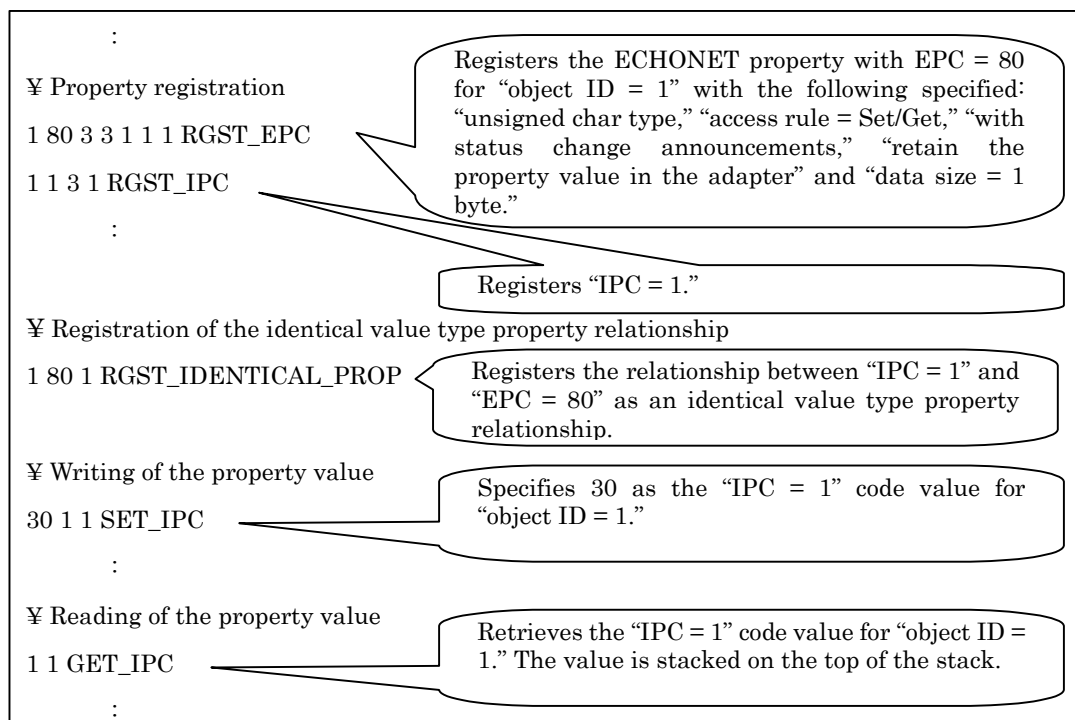 :
¥ Property registration
1 80 3 3 1 1 1 RGST_EPC
1 1 3 1 RGST_IPC
:
Registers the ECHONET property with EPC = 80
for “object ID = 1” with the following specified:
“unsigned char type,” “access rule = Set/Get,” “with
status change announcements,” “retain the
property value in the adapter” and “data size = 1
byte.”
Registers “IPC = 1.”
¥ Registration of the identical value type property relationship
1 80 1 RGST_IDENTICAL_PROP
Registers the relationship between “IPC = 1” and
“EPC = 80” as an identical value type property
relationship.
¥ Writing of the property value
30 1 1 SET_IPC
:
Specifies 30 as the “IPC = 1” code value for
“object ID = 1.”
¥ Reading of the property value
1 1 GET_IPC
:
Retrieves the “IPC = 1” code value for “object ID =
1.” The value is stacked on the top of the stack.